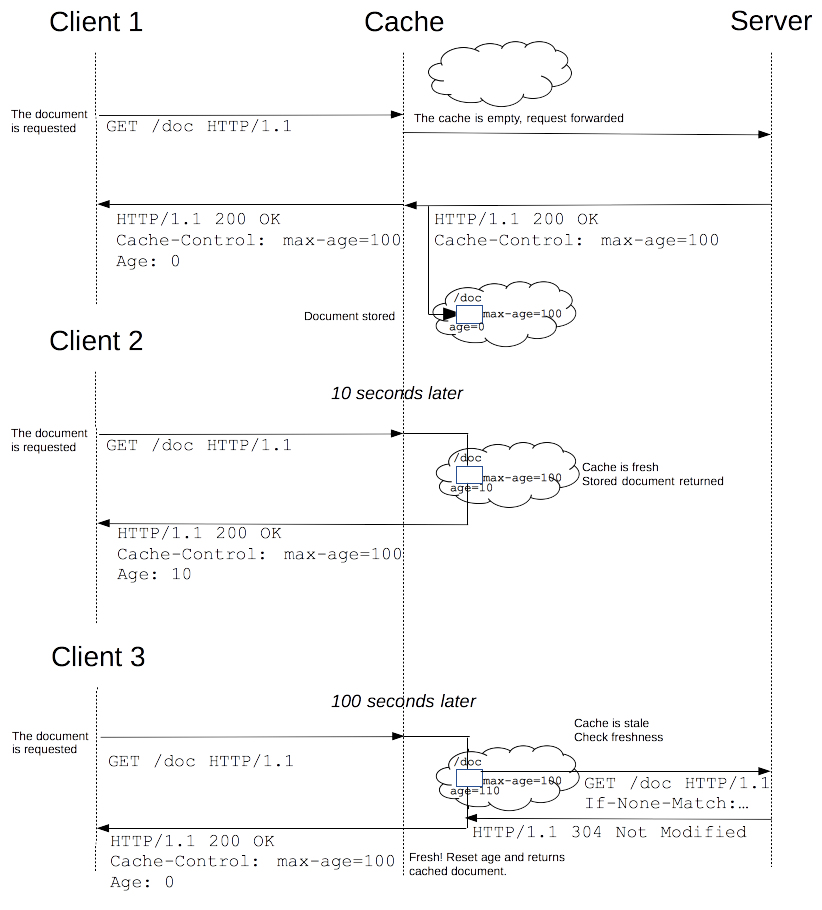 Client 1
Cache
Server
The document
is requested
GET /doc HTTP/1.1
The cache is empty, request forwarded
HTTP/1.1 200 OK
Cache-Control: max-age=100
Age: 0
HTTP/1.1 200 OK
Cache-Control: max-age=100
Document stored
/doc
max-age=100
age=0
Client 2
10 seconds later
The document
is requested
GET /doc HTTP/1.1
/doc
max-age=100
age=10
Cache is fresh
Stored document returned
HTTP/1.1 200 OK
Cache-Control: max-age=100
Age: 10
Client 3
100 seconds later
Cache is stale
Check freshness
The document
is requested
GET /doc HTTP/1.1
/doc
max-age=100
age=110
GET /doc HTTP/1.1
If-None-Match:…
HTTP/1.1 304 Not Modified
HTTP/1.1 200 OK
Cache-Control: max-age=100
Age: 0
Fresh! Reset age and returns
cached document.